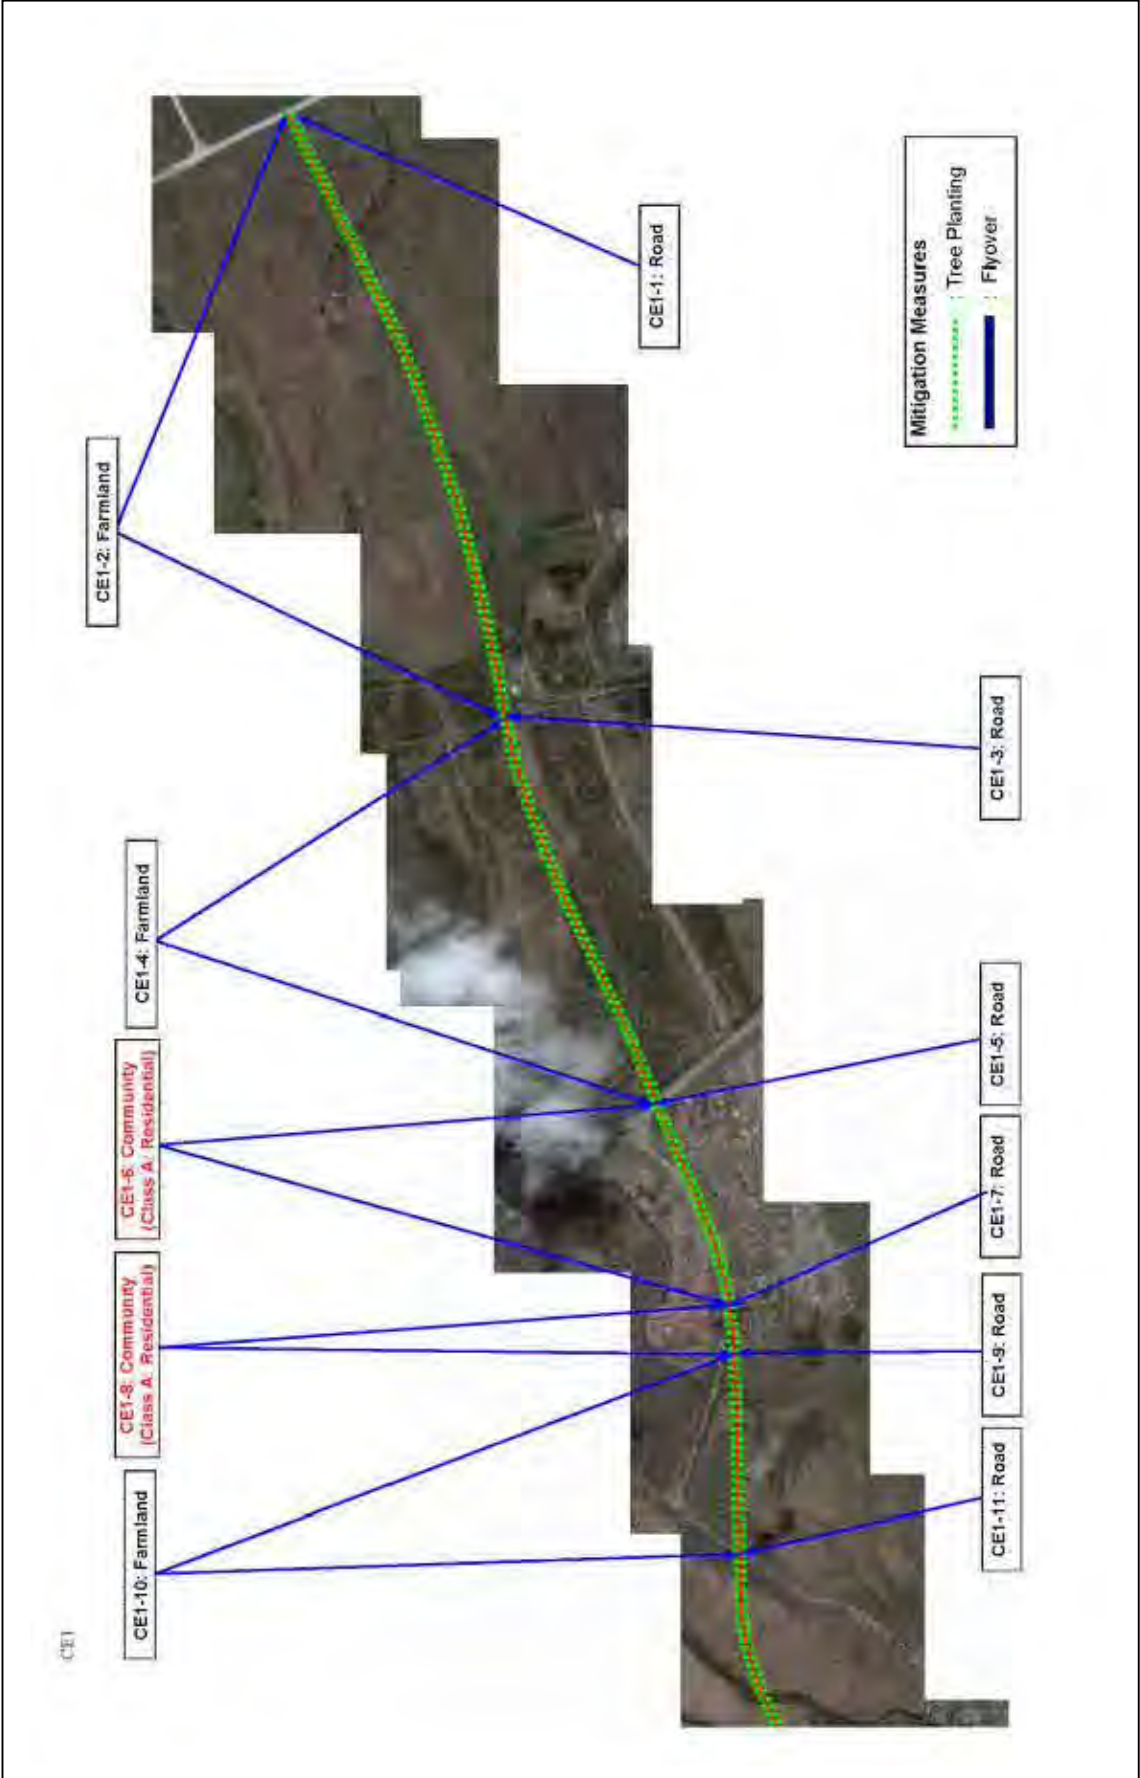 CE1
CE1-10: Farmland
CE1-8: Community
(Class A: Residential)
CE1-6: Community
(Class A: Residential)
CE1-4: Farmland
CE1-2: Farmland
CE1-1: Road
CE1-11: Road
CE1-9: Road
CE1-7: Road
CE1-5: Road
CE1-3: Road
Mitigation Measures
: Tree Planting
: Flyover